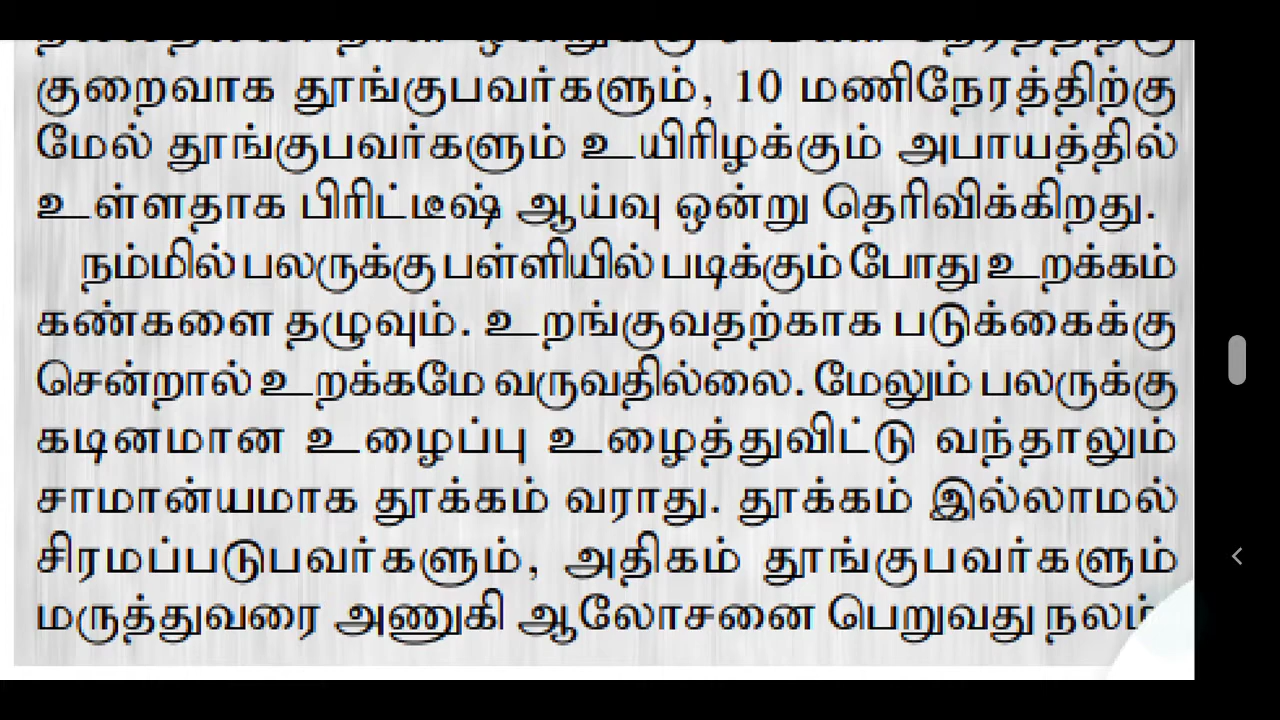 குறைவாக தூங்குபவர்களும், 10 மணிநேரத்திற்கு
மேல் தூங்குபவர்களும் உயிரிழக்கும் அபாயத்தில்
உள்ளதாக பிரிட்டீஷ் ஆய்வு ஒன்று தெரிவிக்கிறது.
நம்மில் பலருக்கு பள்ளியில் படிக்கும் போது உறக்கம்
கண்களை தழுவும். உறங்குவதற்காக படுக்கைக்கு
சென்றால் உறக்கமே வருவதில்லை. மேலும் பலருக்கு
கடினமான உழைப்பு உழைத்துவிட்டு வந்தாலும்
சாமான்யமாக தூக்கம் வராது. தூக்கம் இல்லாமல்
சிரமப்படுபவர்களும், அதிகம் தூங்குபவர்களும்
மருத்துவரை அணுகி ஆலோசனை பெறுவது நலம்